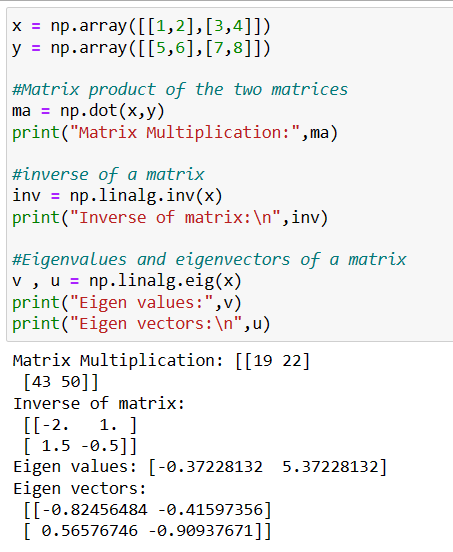 x = np.array([[1,2],[3,4]])
y = np.array([[5,6],[7,8]])
#Matrix product of the two matrices
ma = np.dot(x,y)
print("Matrix Multiplication:",ma)
#inverse of a matrix
inv = np.linalg.inv(x)
print("Inverse of matrix:\n",inv)
#Eigenvalues and eigenvectors of a matrix
v , u = np.linalg.eig(x)
print("Eigen values:",v)
print("Eigen vectors:\n",u)
Matrix Multiplication: [[19 22]
 [43 50]]
Inverse of matrix:
 [[-2.   1. ]
 [ 1.5 -0.5]]
Eigen values: [-0.37228132  5.37228132]
Eigen vectors:
 [[-0.82456484 -0.41597356]
 [ 0.56576746 -0.90937671]]